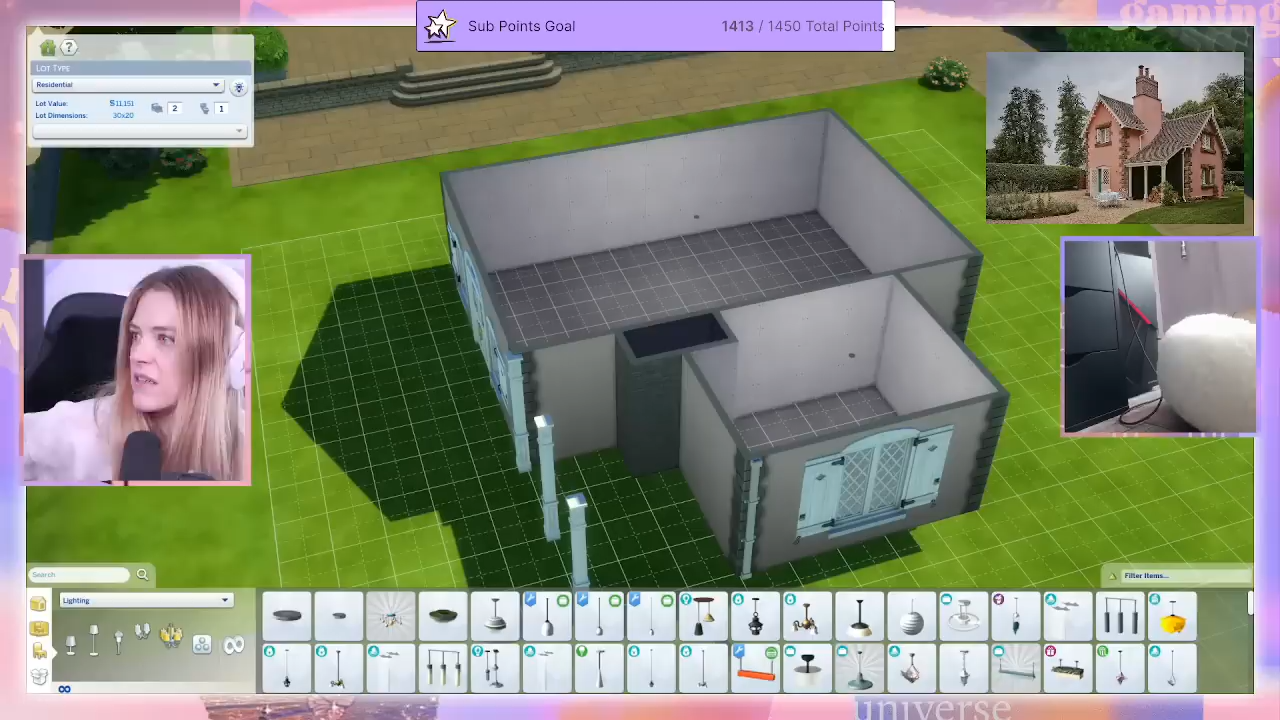 gaming
Sub Points Goal
1413 / 1450 Total Points
?
LOT TYPE
Residential
Lot Value: §11,151
2
1
Lot Dimensions: 30x20
Search
Filter Items...
Lighting
universe